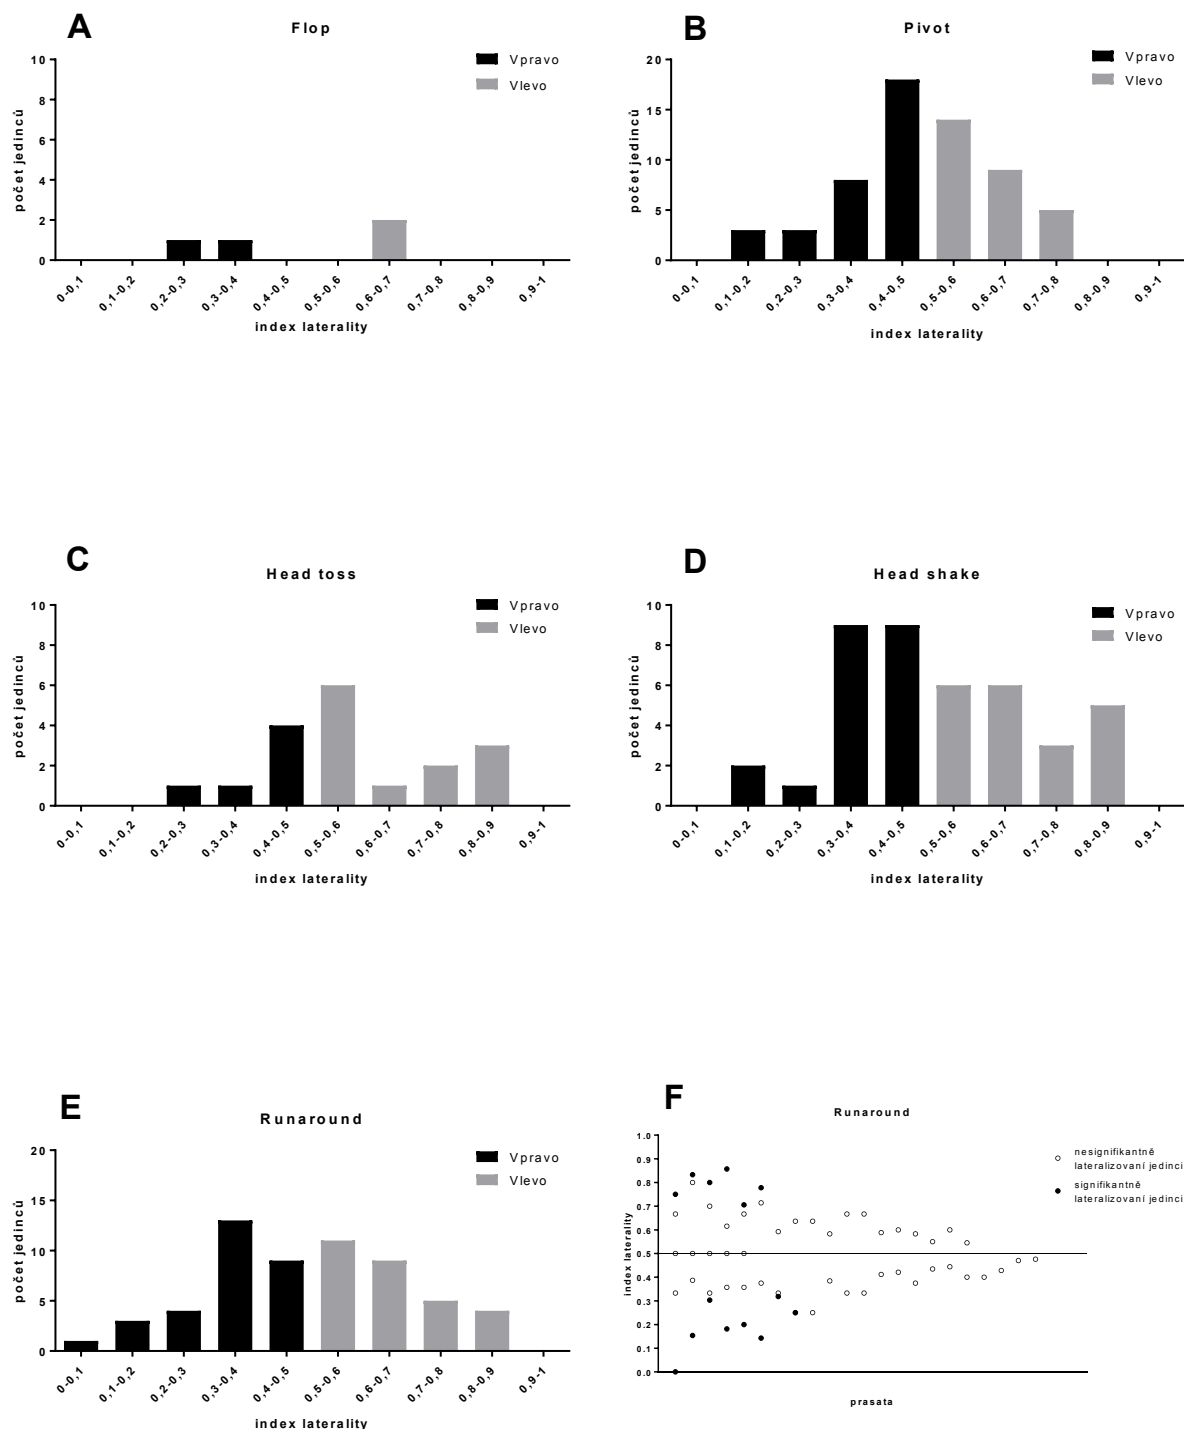 A
Flop
Vpravo
Vlevo
počet jedinců
10
8
6
4
2
0
0-0,1
0,1-0,2
0,2-0,3
0,3-0,4
0,4-0,5
0,5-0,6
0,6-0,7
0,7-0,8
0,8-0,9
0,9-1
index laterality
B
Pivot
Vpravo
Vlevo
počet jedinců
20
15
10
5
0
0-0,1
0,1-0,2
0,2-0,3
0,3-0,4
0,4-0,5
0,5-0,6
0,6-0,7
0,7-0,8
0,8-0,9
0,9-1
index laterality
C
Head toss
Vpravo
Vlevo
počet jedinců
10
8
6
4
2
0
0-0,1
0,1-0,2
0,2-0,3
0,3-0,4
0,4-0,5
0,5-0,6
0,6-0,7
0,7-0,8
0,8-0,9
0,9-1
index laterality
D
Head shake
Vpravo
Vlevo
počet jedinců
10
8
6
4
2
0
0-0,1
0,1-0,2
0,2-0,3
0,3-0,4
0,4-0,5
0,5-0,6
0,6-0,7
0,7-0,8
0,8-0,9
0,9-1
index laterality
E
Runaround
Vpravo
Vlevo
počet jedinců
20
15
10
5
0
0-0,1
0,1-0,2
0,2-0,3
0,3-0,4
0,4-0,5
0,5-0,6
0,6-0,7
0,7-0,8
0,8-0,9
0,9-1
index laterality
F
Runaround
nesignifikantně
lateralizovaní jedinci
signifikantně
lateralizovaní jedinci
index laterality
1.0
0.9
0.8
0.7
0.6
0.5
0.4
0.3
0.2
0.1
0.0
prasata